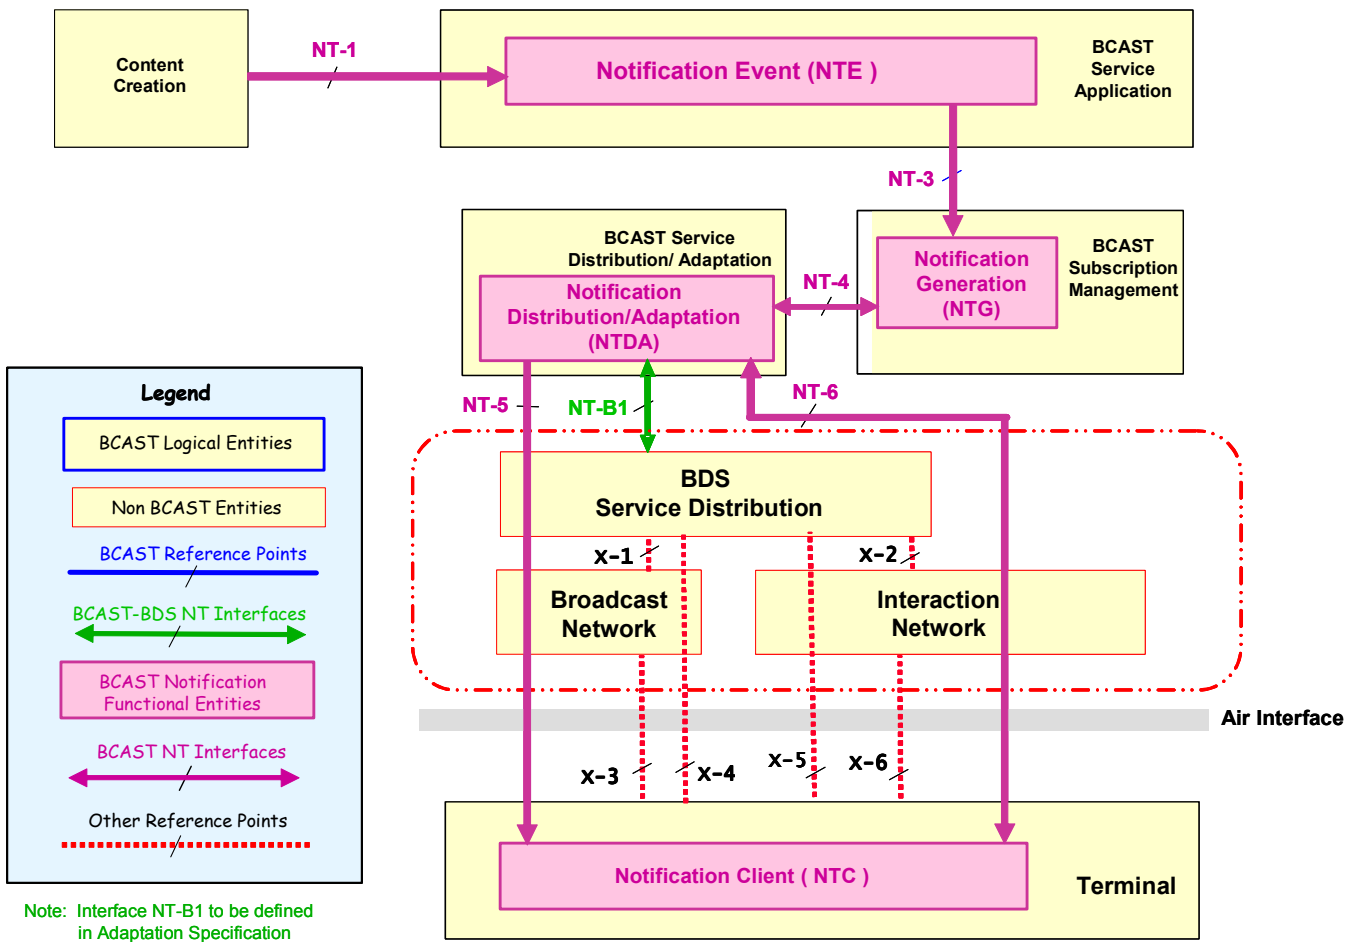 Content
Creation
NT-1
Notification Event (NTE )
BCAST
Service
Application
NT-3
BCAST Service
Distribution/ Adaptation
Notification
Distribution/Adaptation
(NTDA)
NT-4
Notification
Generation
(NTG)
BCAST
Subscription
Management
NT-5
NT-B1
NT-6
Legend
BCAST Logical Entities
Non BCAST Entities
BCAST Reference Points
BCAST-BDS NT Interfaces
BCAST Notification
Functional Entities
BCAST NT Interfaces
Other Reference Points
Note: Interface NT-B1 to be defined
in Adaptation Specification
BDS
Service Distribution
X-1
X-2
Broadcast
Network
Interaction
Network
Air Interface
X-3
X-4
X-5
X-6
Notification Client ( NTC )
Terminal